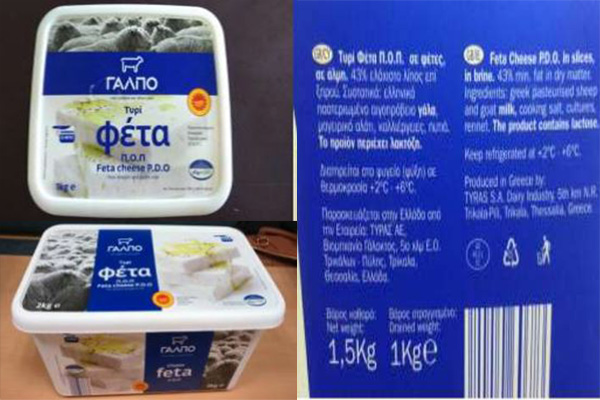 ΓΑΛΠΟ
Τυρί
φέτα
Π.Ο.Π
Feta cheese P.D.O
1kg e
ΓΑΛΠΟ
Τυρί
φέτα
Π.Ο.Π
Feta cheese P.D.O
2kg e
ΓΑΛΠΟ
feta
2kg e
GR Τυρί Φέτα Π.Ο.Π. σε φέτες,
σε άλμη. 43% ελάχιστο λίπος επί
ξηρού. Συστατικά: ελληνικό
παστεριωμένο αιγοπρόβειο γάλα,
μαγειρικό αλάτι, καλλιέργειες, πυτιά.
Το προϊόν περιέχει λακτόζη.
Διατηρείται στο ψυγείο (ψύξη) σε
θερμοκρασία +2°C - +6°C.
Παρασκευάζεται στην Ελλάδα από
την Εταιρεία: ΤΥΡΑΣ ΑΕ,
Βιομηχανία Γάλακτος, 5ο χλμ Ε.Ο.
Τρικάλων - Πύλης, Τρίκαλα,
Θεσσαλία, Ελλάδα.
Feta Cheese P.D.O. in slices,
in brine. 43% min. fat in dry matter.
Ingredients: greek pasteurised sheep
and goat milk, cooking salt, cultures,
rennet. The product contains lactose.
Keep refrigerated at +2°C - +6°C.
Produced in Greece by:
TYRAS S.A. Dairy Industry, 5th km N.R.
Trikala-Pili, Trikala, Thessalia, Greece.
Βάρος καθαρό:
Net weight:
1,5Kg
Βάρος στραγγισμένο:
Drained weight:
1Kg e